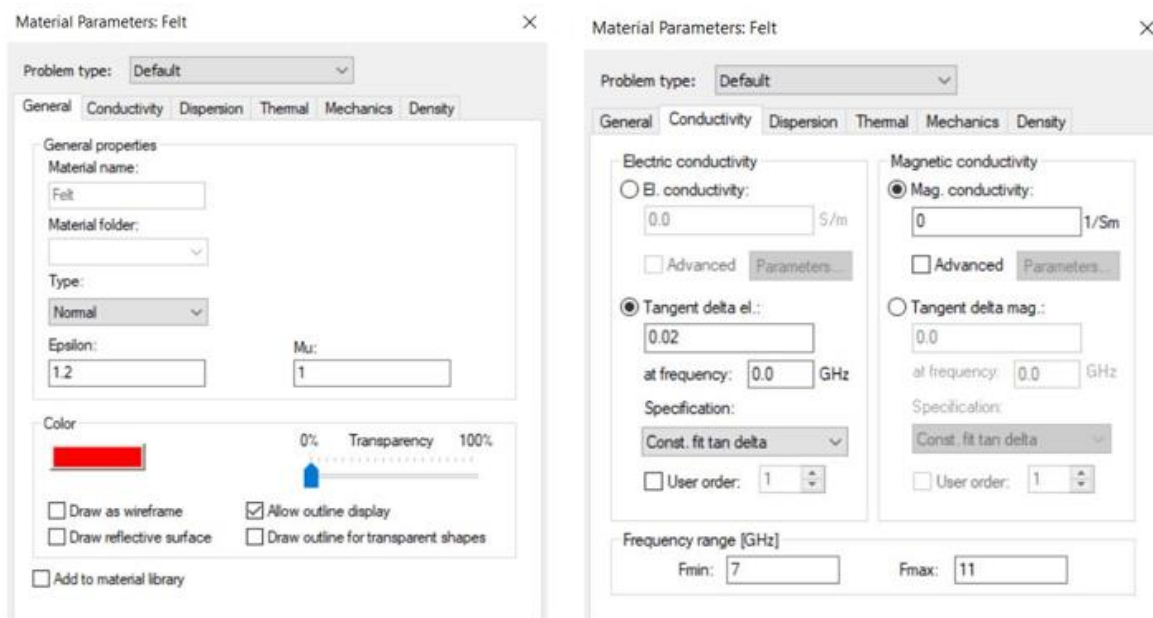 Material Parameters: Felt
Problem type: Default
General Conductivity Dispersion Thermal Mechanics Density
General properties
Material name:
Felt
Material folder:
Type:
Normal
Epsilon: Mu:
1.2 1
Color
0% Transparency 100%
Draw as wireframe Allow outline display
Draw reflective surface Draw outline for transparent shapes
Add to material library
Material Parameters: Felt
Problem type: Default
General Conductivity Dispersion Thermal Mechanics Density
Electric conductivity
El. conductivity:
0.0 S/m
Advanced Parameters...
Tangent delta el.:
0.02
at frequency: 0.0 GHz
Specification:
Const. fit tan delta
User order: 1
Magnetic conductivity
Mag. conductivity:
0 1/Sm
Advanced Parameters...
Tangent delta mag.:
0.0
at frequency: 0.0 GHz
Specification:
Const. fit tan delta
User order: 1
Frequency range [GHz]
Fmin: 7 Fmax: 11